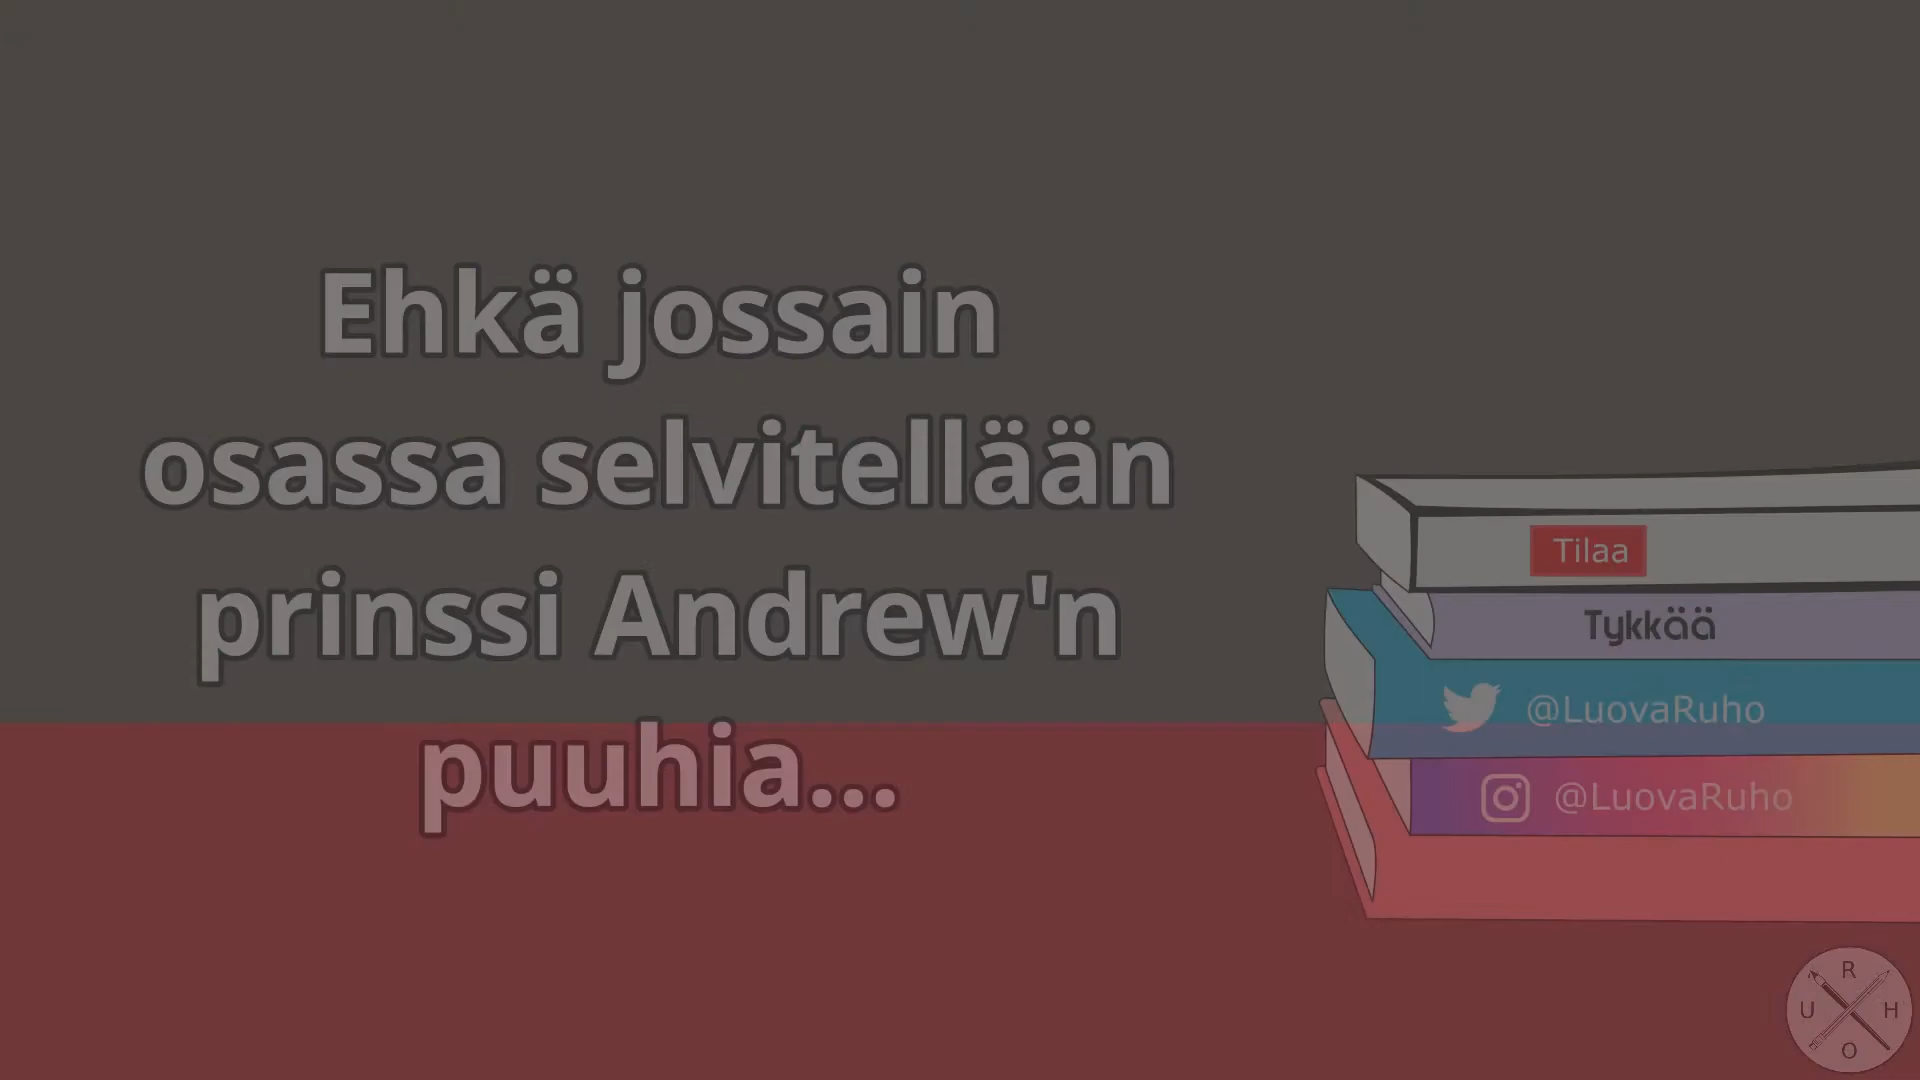 Ehkä jossain
osassa selvitellään
prinssi Andrew'n
puuhia...
Tilaa
Tykkää
@LuovaRuho
@LuovaRuho
R
U H
O